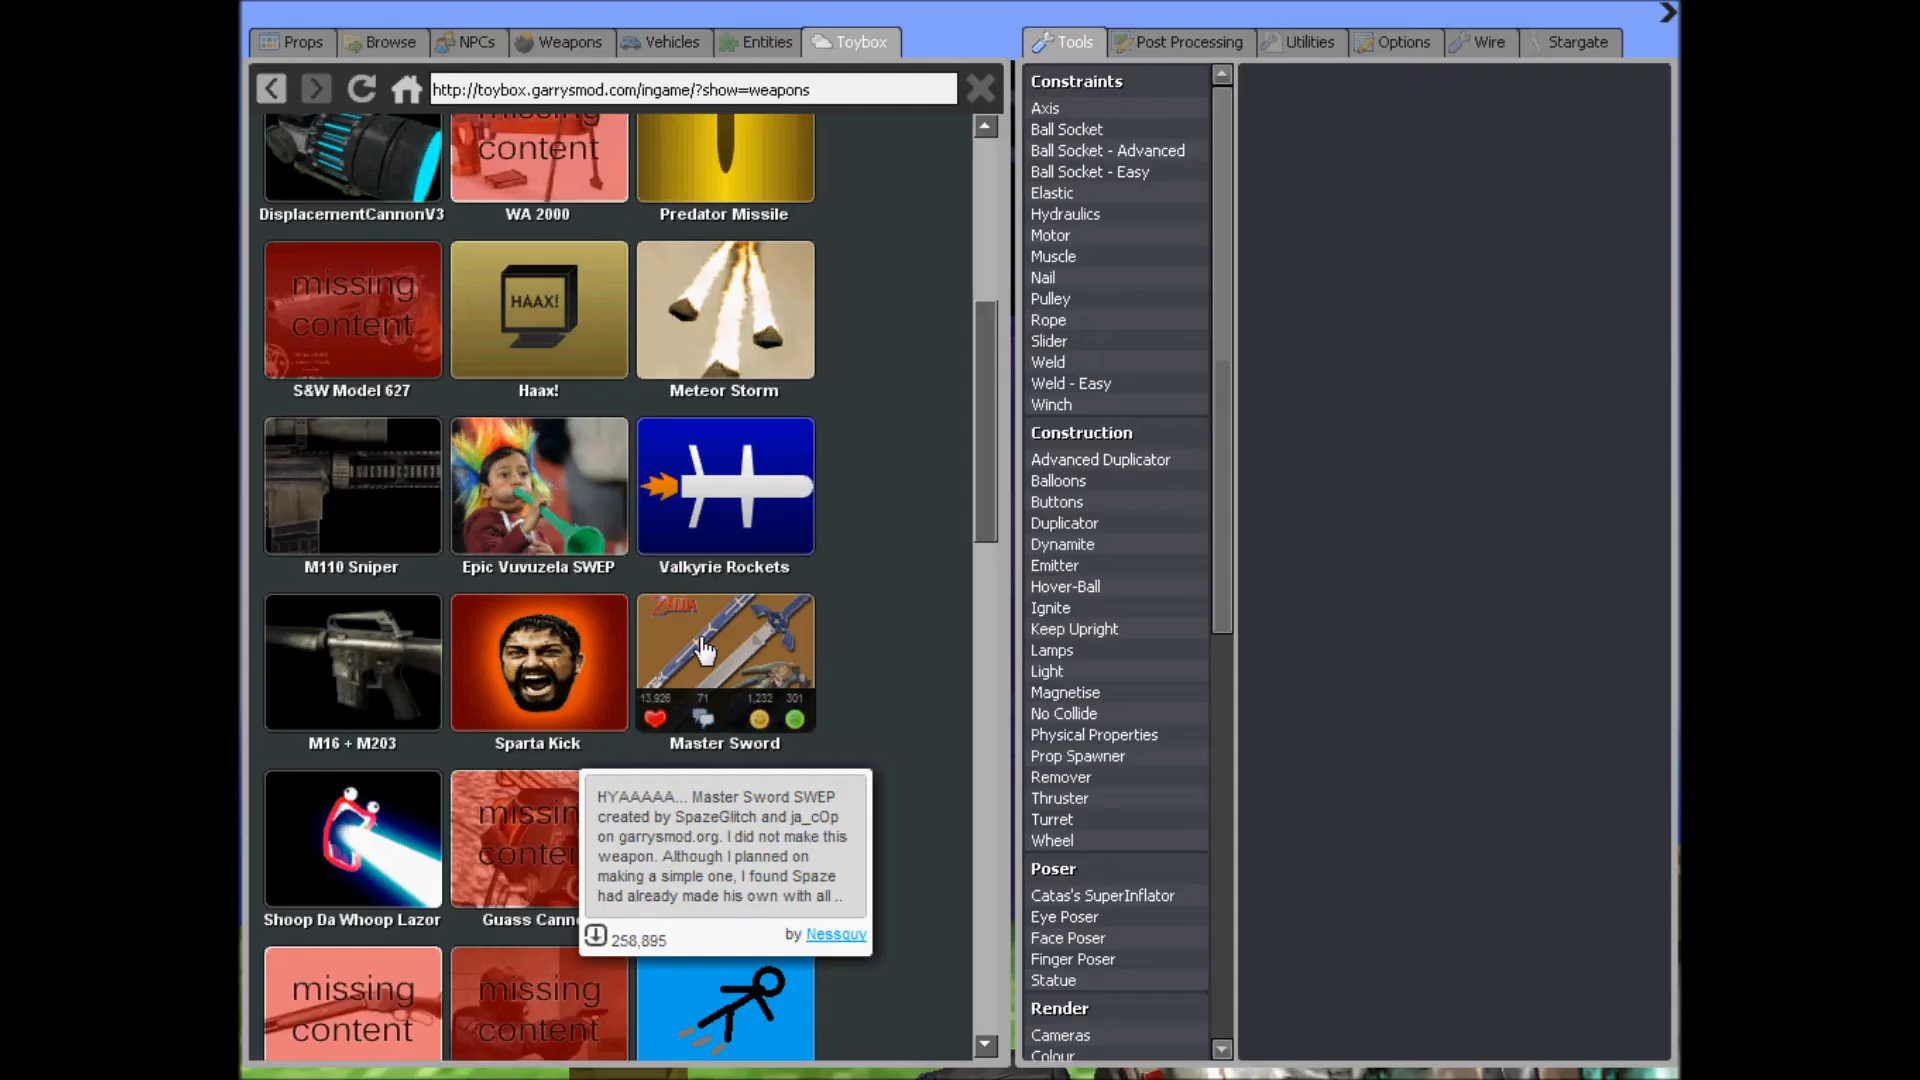 Props
Browse
NPCs
Weapons
Vehicles
Entities
Toybox
http://toybox.garrysmod.com/ingame/?show=weapons
content
DisplacementCannonV3
WA 2000
Predator Missile
missing
content
HAAX!
S&W Model 627
Haax!
Meteor Storm
M110 Sniper
Epic Vuvuzela SWEP
Valkyrie Rockets
ZELDA
13,926
71
1,232
301
M16 + M203
Sparta Kick
Master Sword
HYAAAAA... Master Sword SWEP
created by SpazeGlitch and ja_cOp
on garrysmod.org. I did not make this
weapon. Although I planned on
making a simple one, I found Spaze
had already made his own with all ..
258,895
by Nessguy
Shoop Da Whoop Lazor
Guass Cann
missing
content
missing
content
Tools
Post Processing
Utilities
Options
Wire
Stargate
Constraints
Axis
Ball Socket
Ball Socket - Advanced
Ball Socket - Easy
Elastic
Hydraulics
Motor
Muscle
Nail
Pulley
Rope
Slider
Weld
Weld - Easy
Winch
Construction
Advanced Duplicator
Balloons
Buttons
Duplicator
Dynamite
Emitter
Hover-Ball
Ignite
Keep Upright
Lamps
Light
Magnetise
No Collide
Physical Properties
Prop Spawner
Remover
Thruster
Turret
Wheel
Poser
Catas's SuperInflator
Eye Poser
Face Poser
Finger Poser
Statue
Render
Cameras
Colour